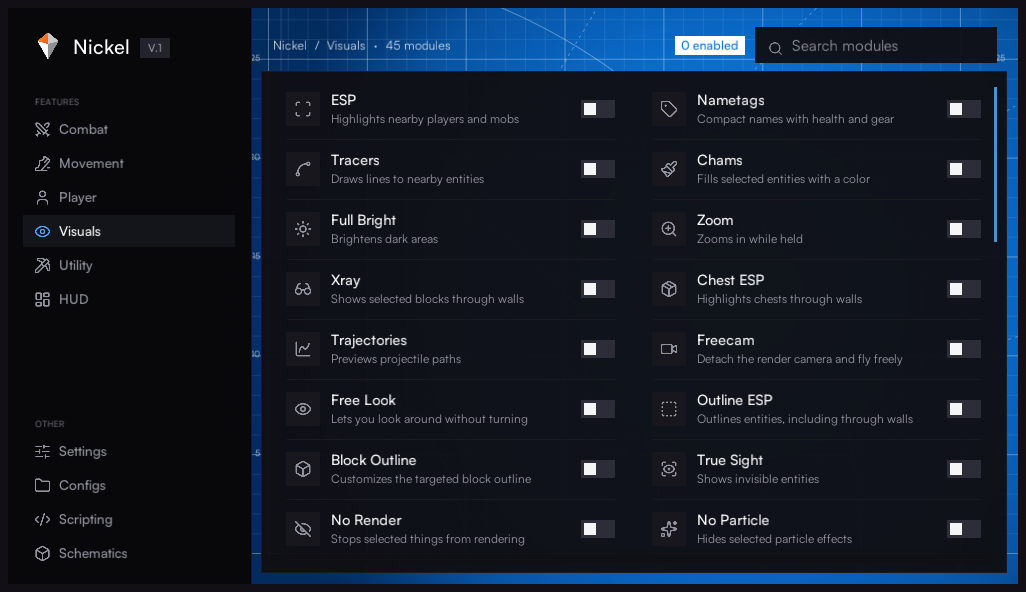 Nickel V.1
FEATURES
Combat
Movement
Player
Visuals
Utility
HUD
OTHER
Settings
Configs
Scripting
Schematics
Nickel / Visuals · 45 modules
0 enabled
Search modules
ESP
Highlights nearby players and mobs
Nametags
Compact names with health and gear
Tracers
Draws lines to nearby entities
Chams
Fills selected entities with a color
Full Bright
Brightens dark areas
Zoom
Zooms in while held
Xray
Shows selected blocks through walls
Chest ESP
Highlights chests through walls
Trajectories
Previews projectile paths
Freecam
Detach the render camera and fly freely
Free Look
Lets you look around without turning
Outline ESP
Outlines entities, including through walls
Block Outline
Customizes the targeted block outline
True Sight
Shows invisible entities
No Render
Stops selected things from rendering
No Particle
Hides selected particle effects